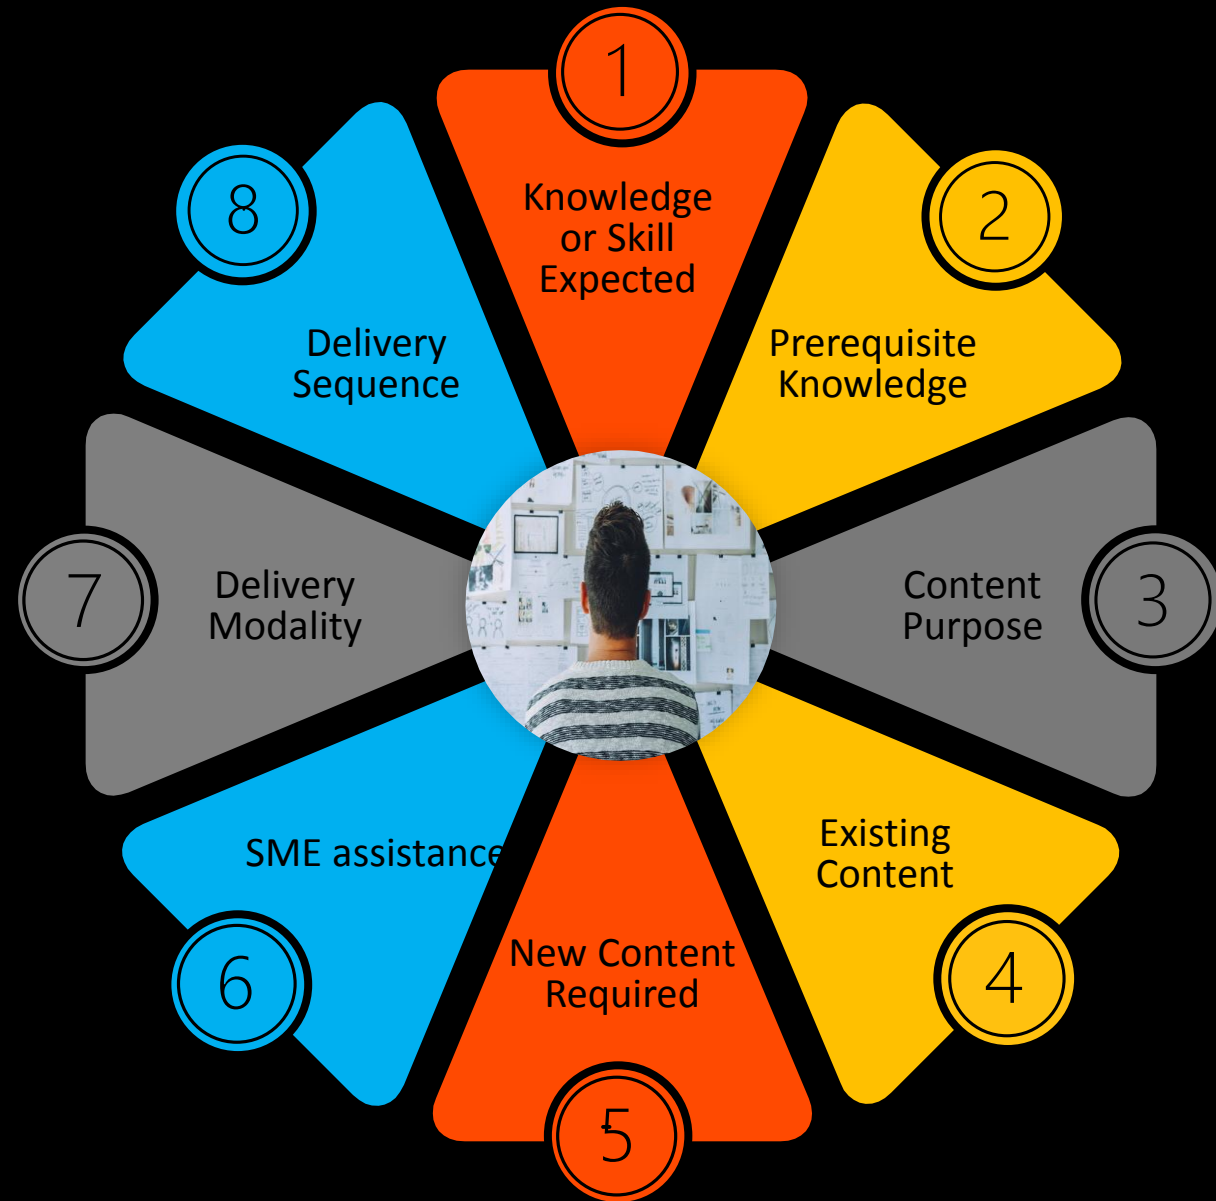 1
Knowledge
or Skill
Expected
2
Prerequisite
Knowledge
3
Content
Purpose
4
Existing
Content
5
New Content
Required
6
SME assistance
7
Delivery
Modality
8
Delivery
Sequence